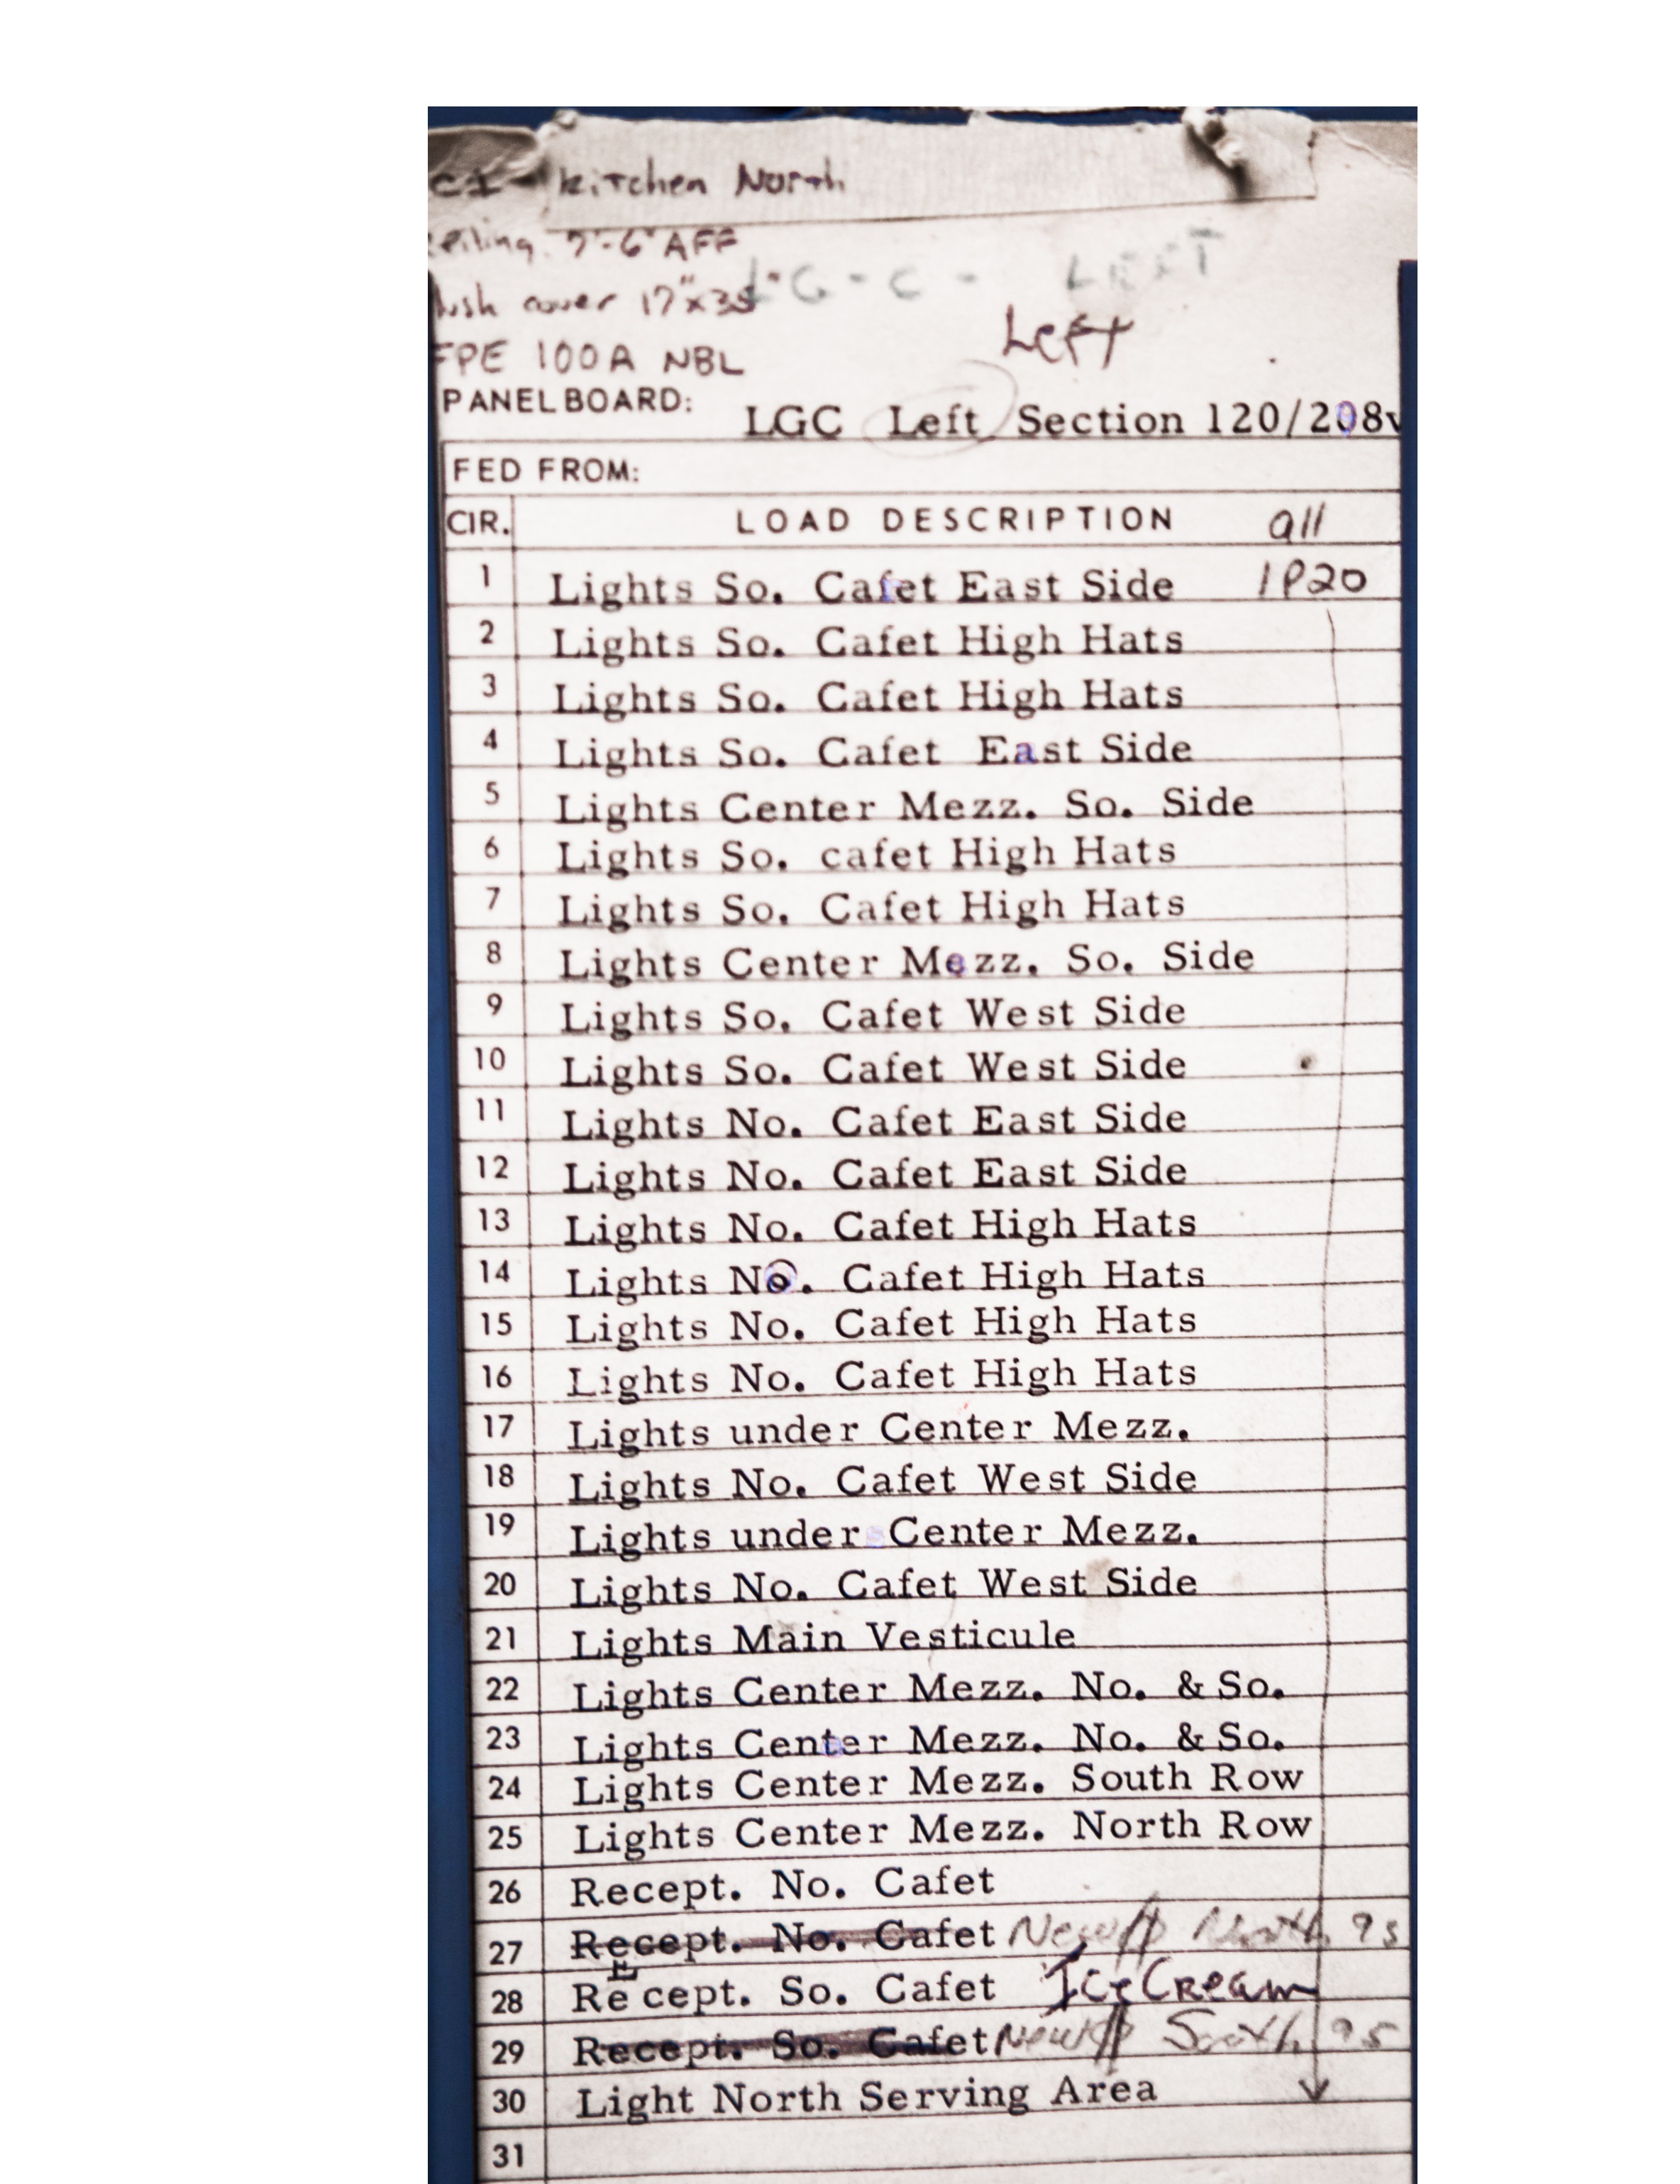 kitchen North
Ceiling. 7'-6" AFF
LG-C- LEFT
cover 17"x35"
Left
FPE 100A NBL
PANELBOARD: LGC Left Section 120/208v
FED FROM:
CIR. LOAD DESCRIPTION all
1 Lights So. Cafet East Side 1P20
2 Lights So. Cafet High Hats
3 Lights So. Cafet High Hats
4 Lights So. Cafet East Side
5 Lights Center Mezz. So. Side
6 Lights So. cafet High Hats
7 Lights So. Cafet High Hats
8 Lights Center Mezz. So. Side
9 Lights So. Cafet West Side
10 Lights So. Cafet West Side
11 Lights No. Cafet East Side
12 Lights No. Cafet East Side
13 Lights No. Cafet High Hats
14 Lights No. Cafet High Hats
15 Lights No. Cafet High Hats
16 Lights No. Cafet High Hats
17 Lights under Center Mezz.
18 Lights No. Cafet West Side
19 Lights under Center Mezz.
20 Lights No. Cafet West Side
21 Lights Main Vesticule
22 Lights Center Mezz. No. & So.
23 Lights Center Mezz. No. & So.
24 Lights Center Mezz. South Row
25 Lights Center Mezz. North Row
26 Recept. No. Cafet
27 Recept. No. Cafet North 95
28 Recept. So. Cafet Ice Cream
29 Recept. So. Cafet South 95
30 Light North Serving Area
31